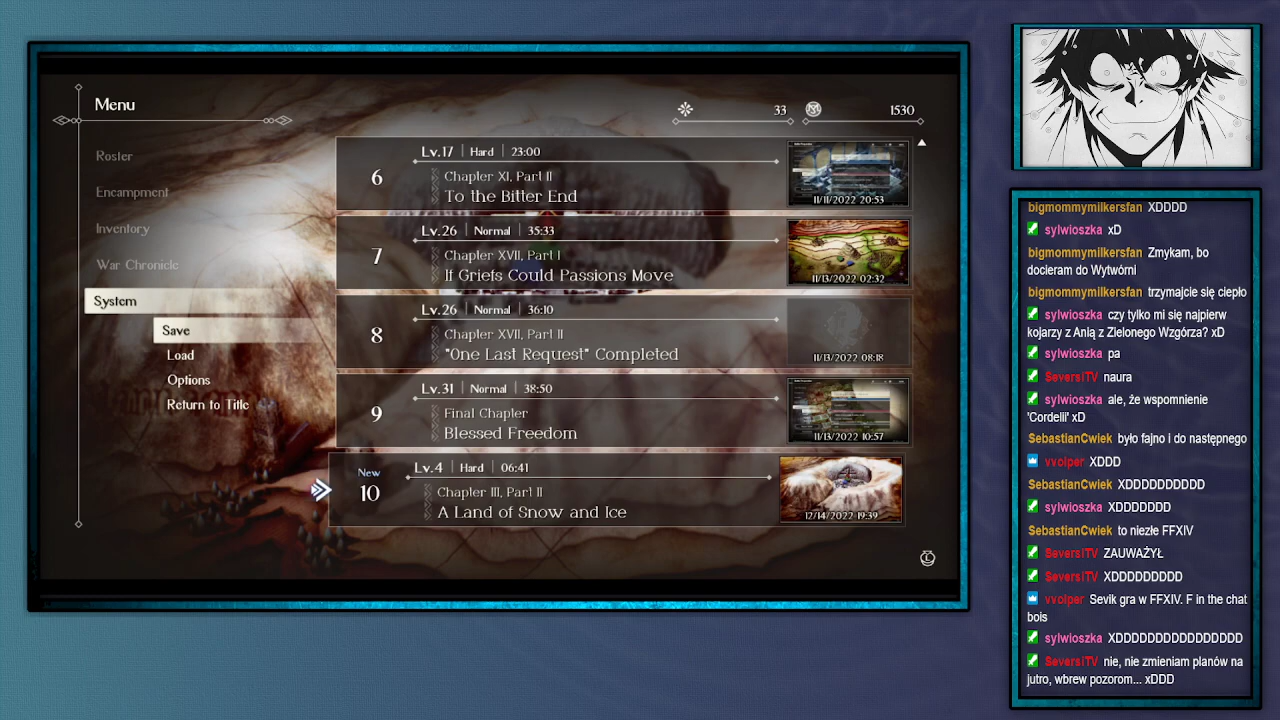 Menu
33
1530
Roster
Encampment
Inventory
War Chronicle
System
Save
Load
Options
Return to Title
6
Lv.17 | Hard | 23:00
Chapter XI, Part II
To the Bitter End
11/11/2022 20:53
7
Lv.26 | Normal | 35:33
Chapter XVII, Part I
If Griefs Could Passions Move
11/13/2022 02:32
8
Lv.26 | Normal | 36:10
Chapter XVII, Part II
"One Last Request" Completed
11/13/2022 08:18
9
Lv.31 | Normal | 38:50
Final Chapter
Blessed Freedom
11/13/2022 10:57
New
10
Lv.4 | Hard | 06:41
Chapter III, Part II
A Land of Snow and Ice
12/14/2022 19:39
bigmommymilkersfan XDDDD
sylwioszka xD
bigmommymilkersfan Zmykam, bo
docieram do Wytwórni
bigmommymilkersfan trzymajcie się ciepło
sylwioszka czy tylko mi się najpierw
kojarzy z Anią z Zielonego Wzgórza? xD
sylwioszka pa
SeversiTV naura
sylwioszka ale, że wspomnienie
'Cordelii' xD
SebastianCwiek było fajno i do następnego
vvolper XDDD
SebastianCwiek XDDDDDDDDDD
sylwioszka XDDDDDDD
SebastianCwiek to niezłe FFXIV
SeversiTV ZAUWAŻYŁ
SeversiTV XDDDDDDDDD
vvolper Sevik gra w FFXIV. F in the chat
bois
sylwioszka XDDDDDDDDDDDDDDDD
SeversiTV nie, nie zmieniam planów na
jutro, wbrew pozorom... xDDD